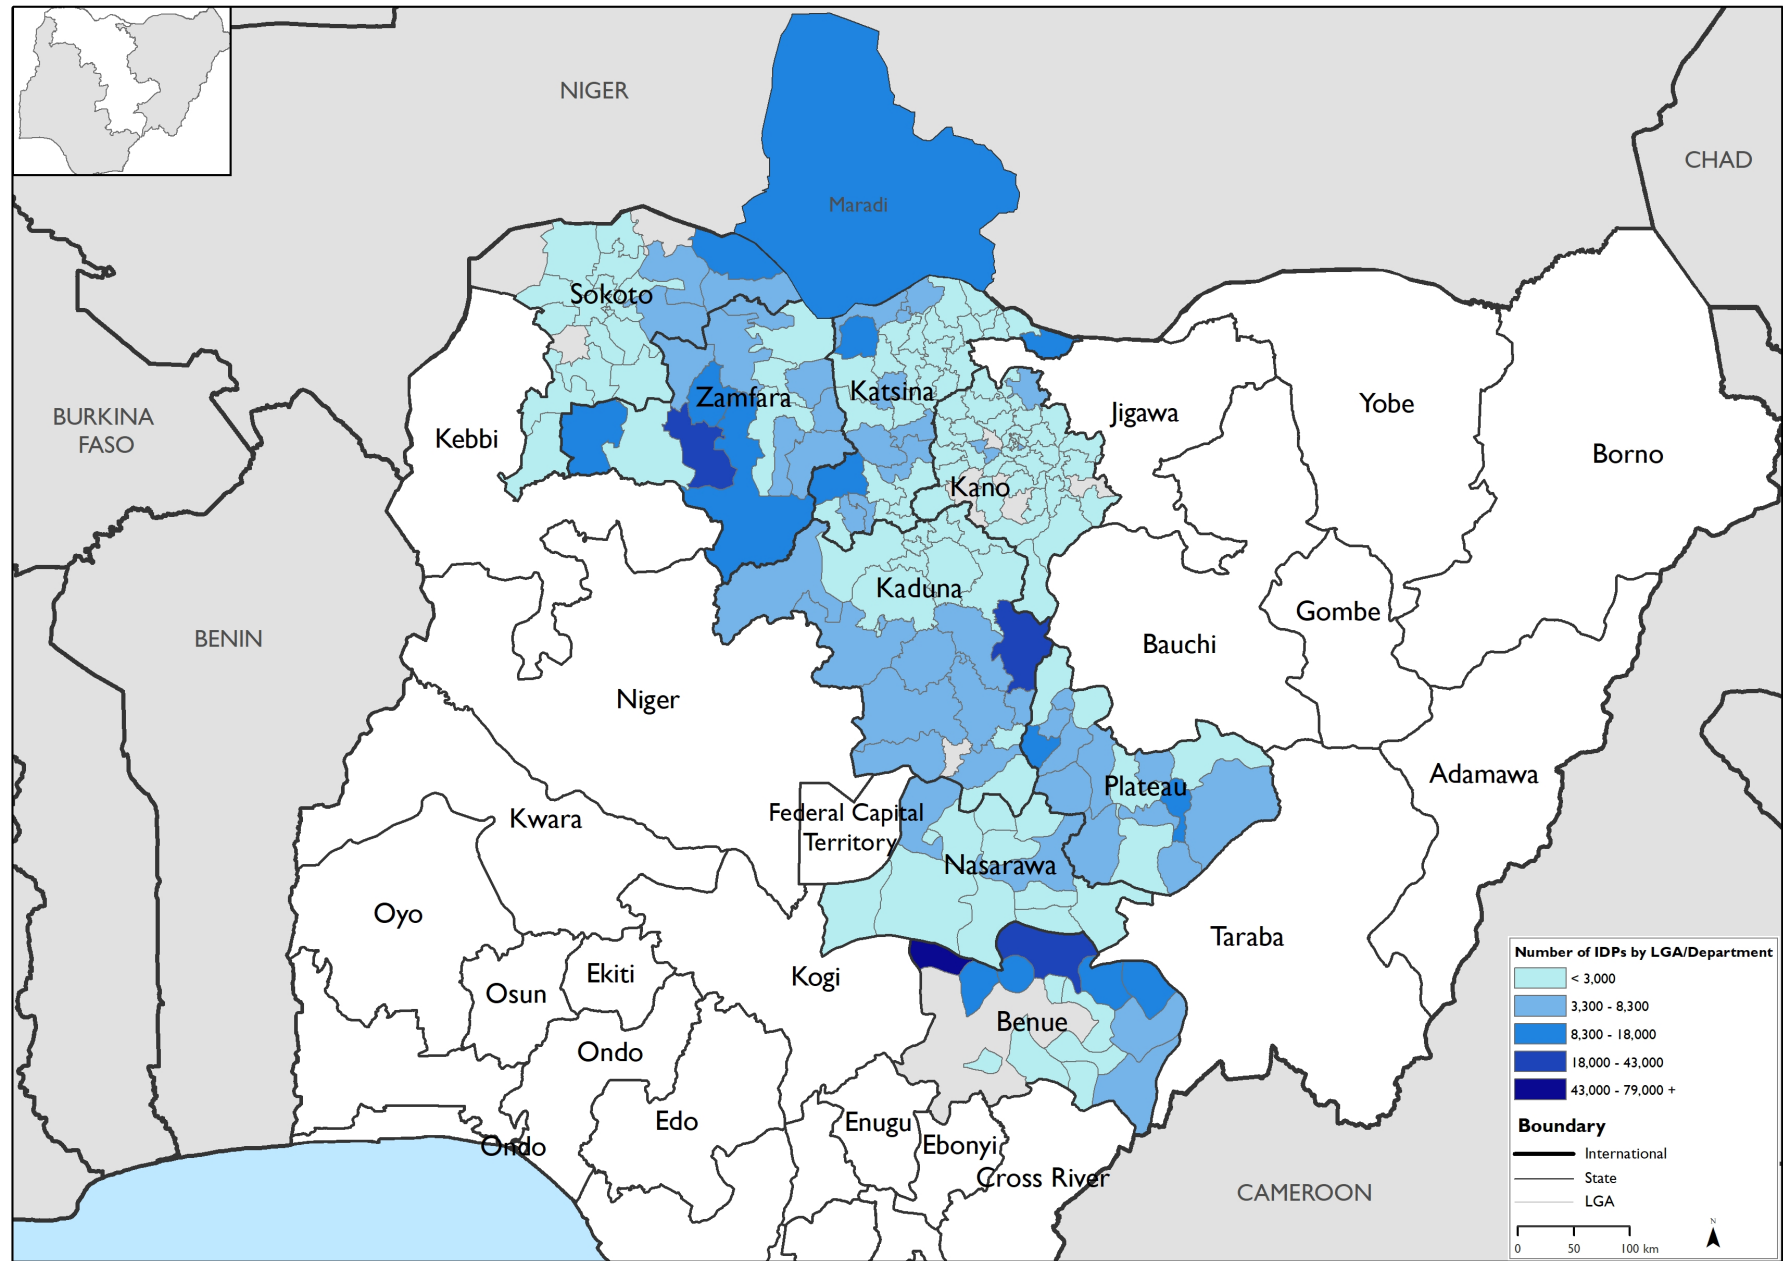 NIGER
CHAD
Maradi
Sokoto
BURKINA
FASO
Kebbi
Zamfara
Katsina
Jigawa
Yobe
Borno
Kano
BENIN
Kaduna
Gombe
Bauchi
Niger
Adamawa
Plateau
Kwara
Federal Capital
Territory
Nasarawa
Oyo
Taraba
Osun
Ekiti
Kogi
Benue
Ondo
Edo
Enugu
Ebonyi
Ondo
Cross River
CAMEROON
Number of IDPs by LGA/Department
< 3,000
3,300 - 8,300
8,300 - 18,000
18,000 - 43,000
43,000 - 79,000 +
Boundary
International
State
LGA
N
0 50 100 km